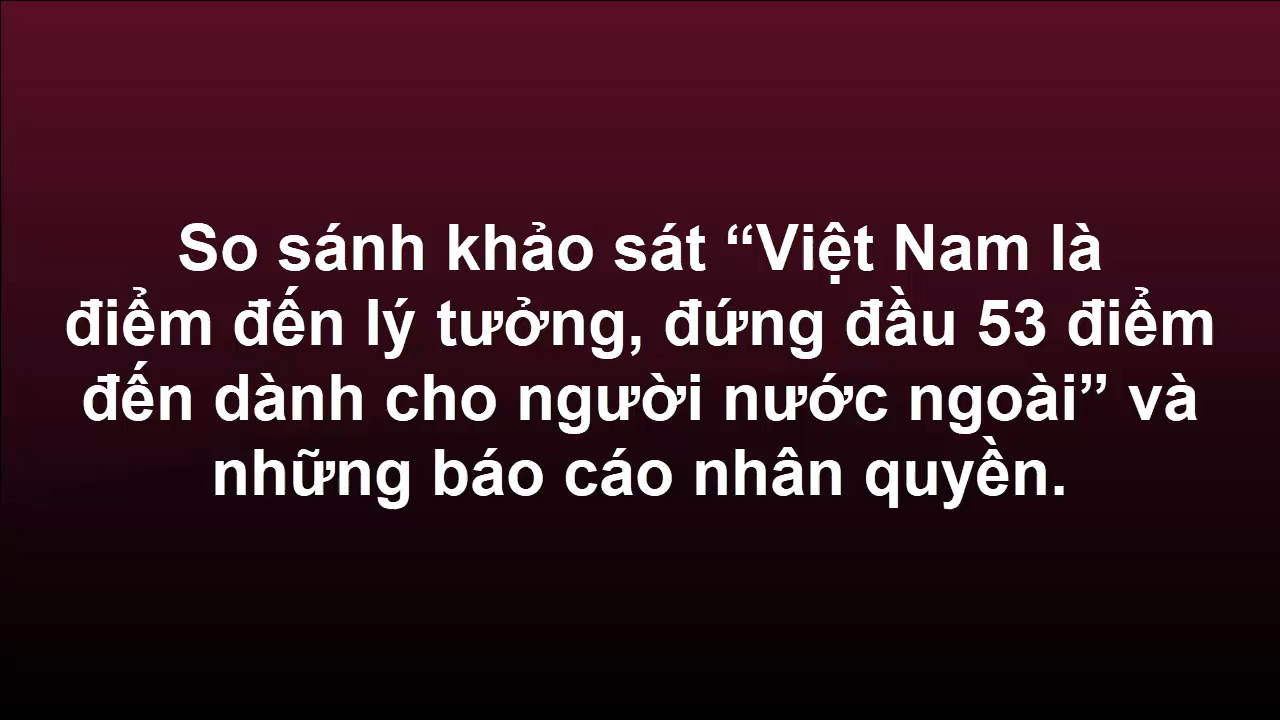 So sánh khảo sát “Việt Nam là
điểm đến lý tưởng, đứng đầu 53 điểm
đến dành cho người nước ngoài” và
những báo cáo nhân quyền.